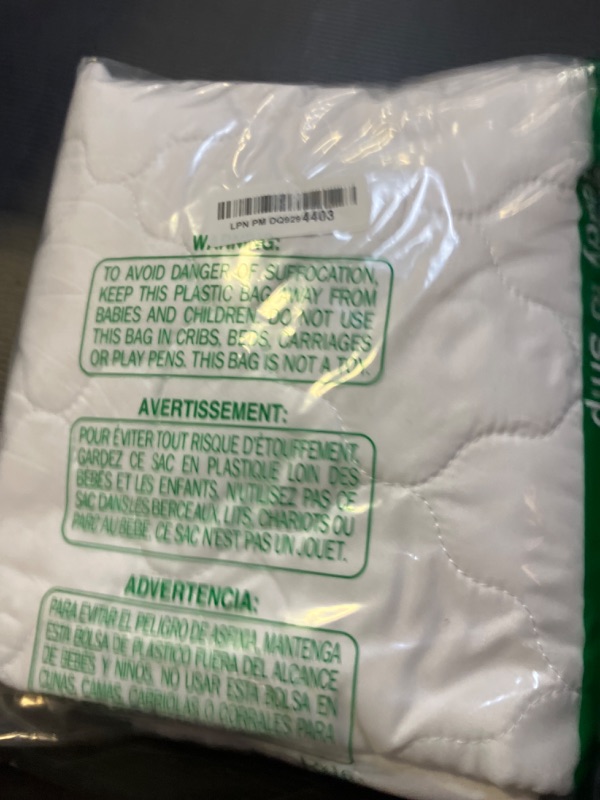 LPN PM DQ9294403
WARNING:
TO AVOID DANGER OF SUFFOCATION,
KEEP THIS PLASTIC BAG AWAY FROM
BABIES AND CHILDREN. DO NOT USE
THIS BAG IN CRIBS, BEDS, CARRIAGES
OR PLAY PENS. THIS BAG IS NOT A TOY.
AVERTISSEMENT:
POUR ÉVITER TOUT RISQUE D'ÉTOUFFEMENT,
GARDEZ CE SAC EN PLASTIQUE LOIN DES
BÉBÉS ET LES ENFANTS. N'UTILISEZ PAS CE
SAC DANS LES BERCEAUX, LITS, CHARIOTS OU
PARC AU BÉBÉ. CE SAC N'EST PAS UN JOUET.
ADVERTENCIA:
PARA EVITAR EL PELIGRO DE ASFIXIA, MANTENGA
ESTA BOLSA DE PLASTICO FUERA DEL ALCANCE
DE BEBES Y NIÑOS. NO USAR ESTA BOLSA EN
CUNAS, CAMAS, CARRIOLAS, O CORRALES PARA